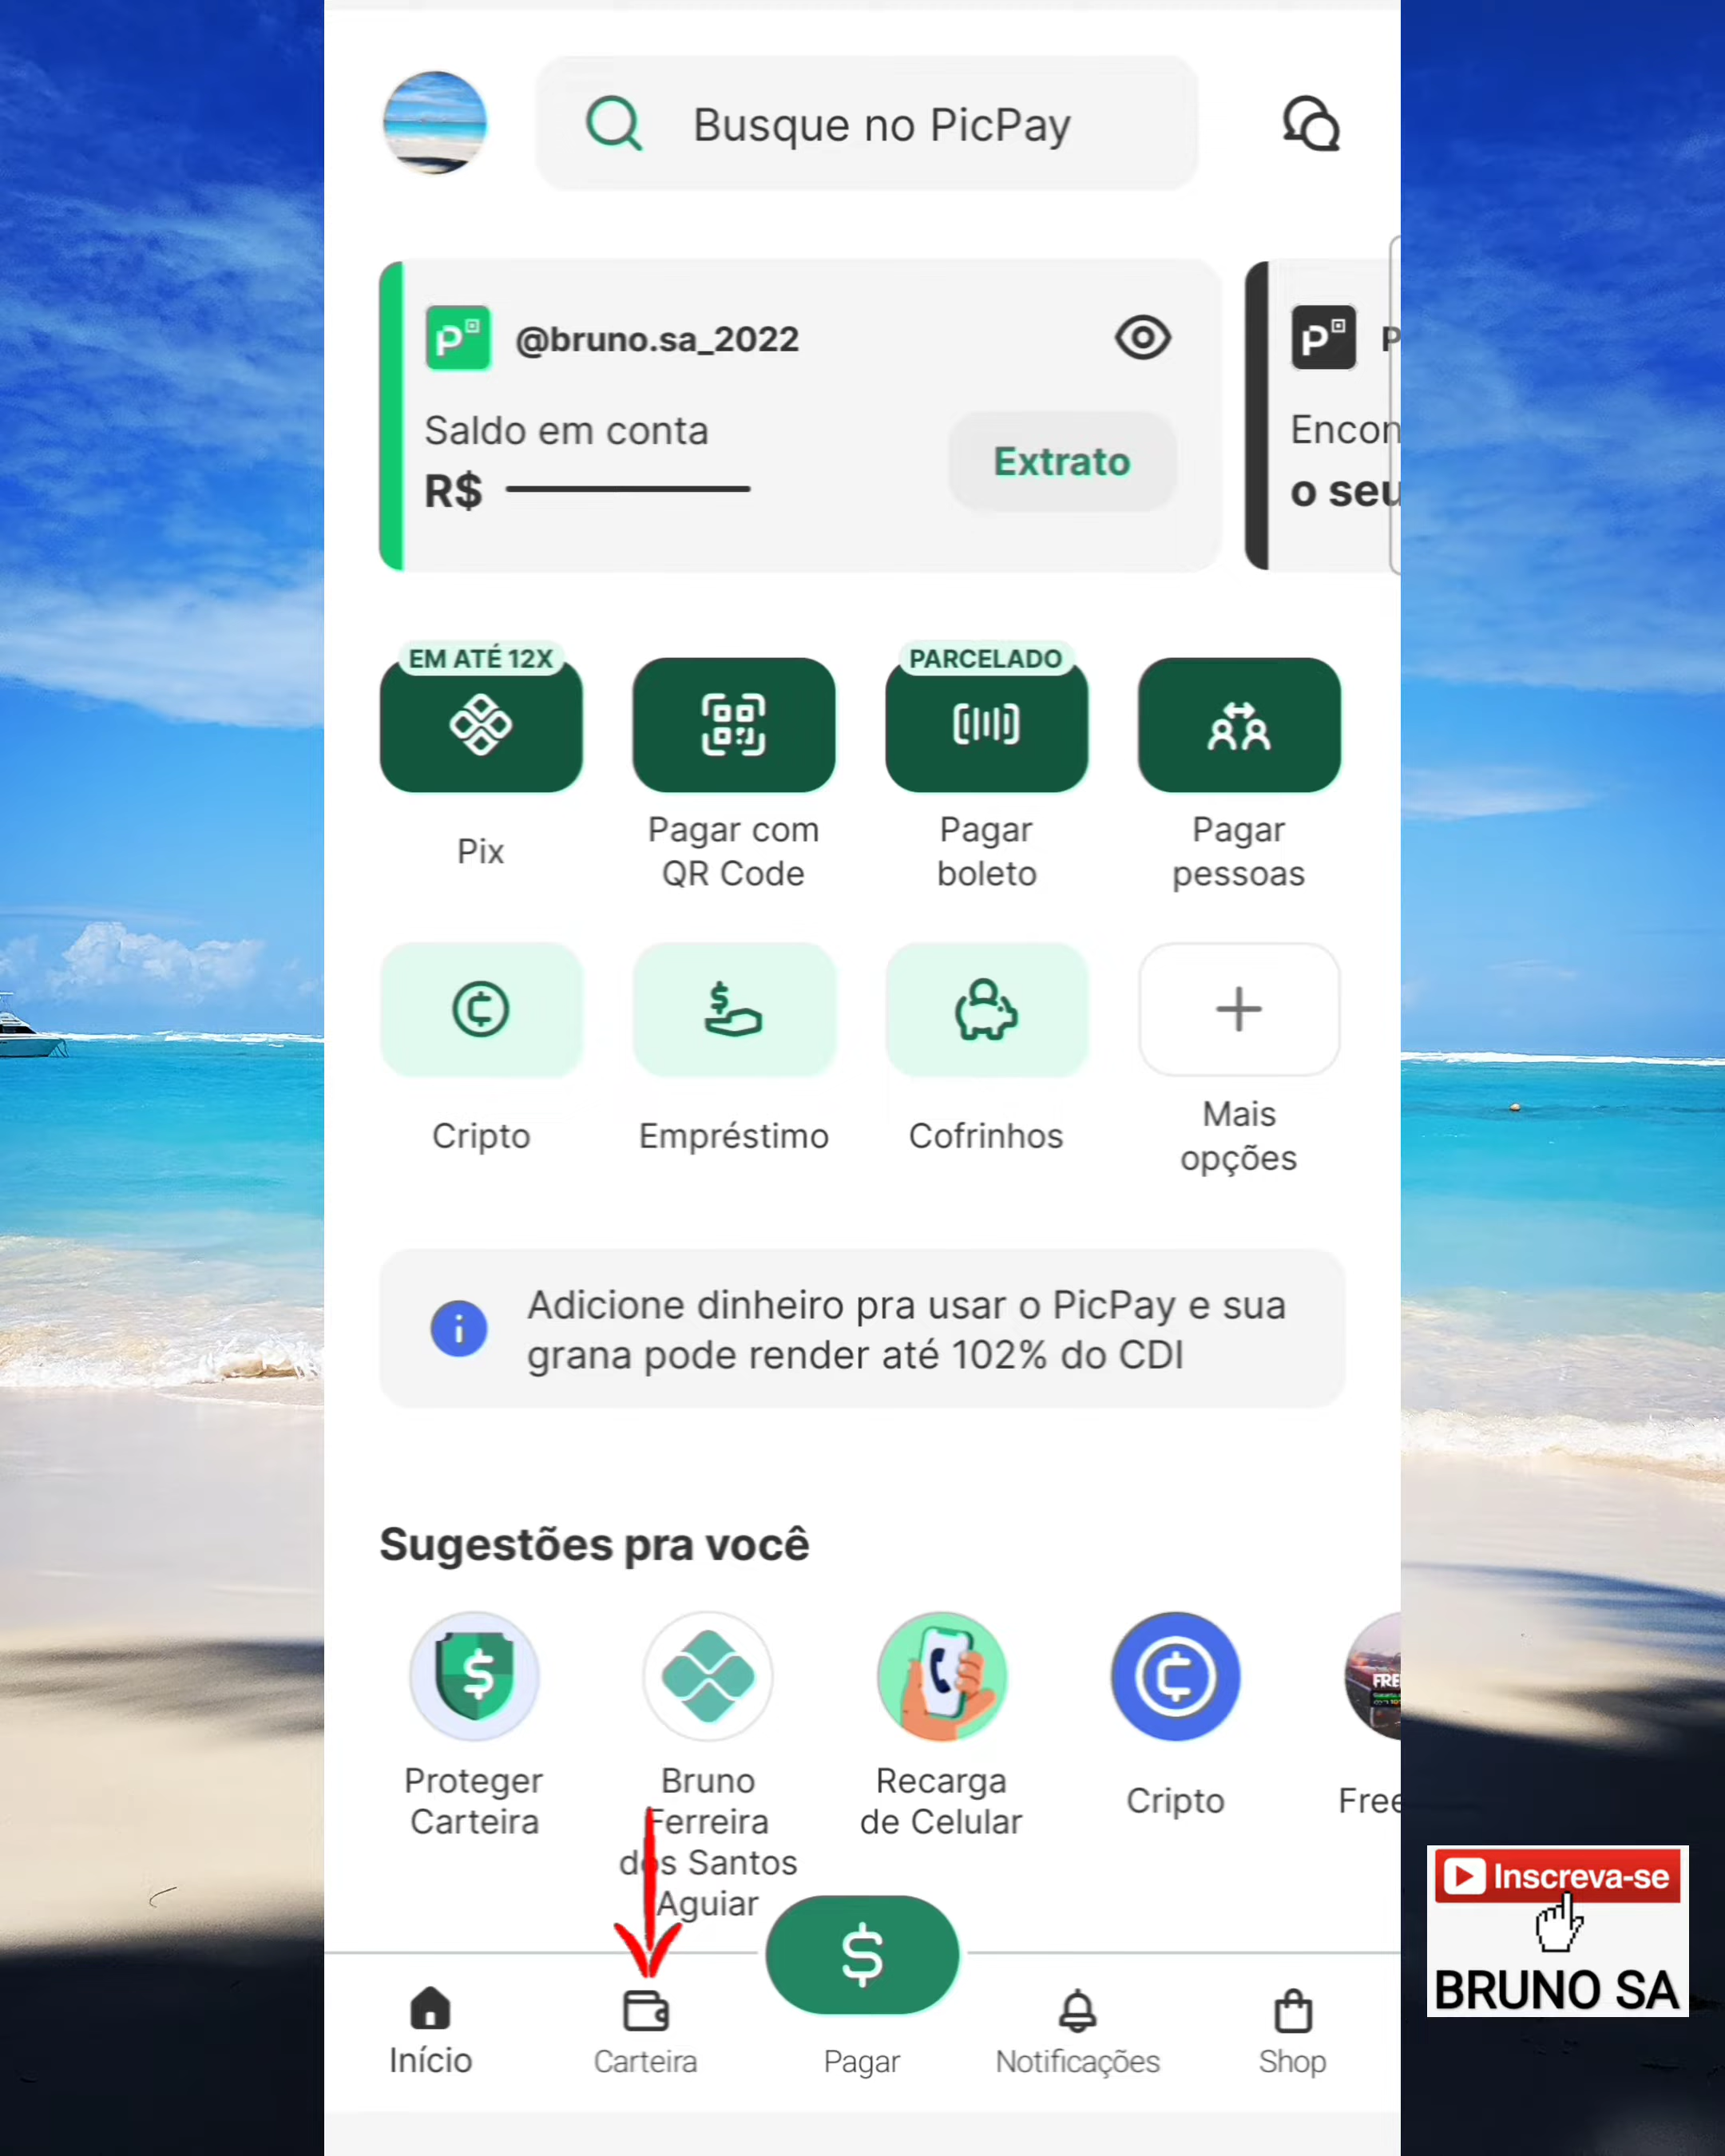 Busque no PicPay
@bruno.sa_2022
Saldo em conta
R$
Extrato
P
Encon
o seu
EM ATÉ 12X
PARCELADO
Pix
Pagar com
QR Code
Pagar
boleto
Pagar
pessoas
Cripto
Empréstimo
Cofrinhos
Mais
opções
Adicione dinheiro pra usar o PicPay e sua
grana pode render até 102% do CDI
Sugestões pra você
Proteger
Carteira
Bruno
Ferreira
dos Santos
Aguiar
Recarga
de Celular
Cripto
FRE
Free
Início
Carteira
Pagar
Notificações
Shop
Inscreva-se
BRUNO SA